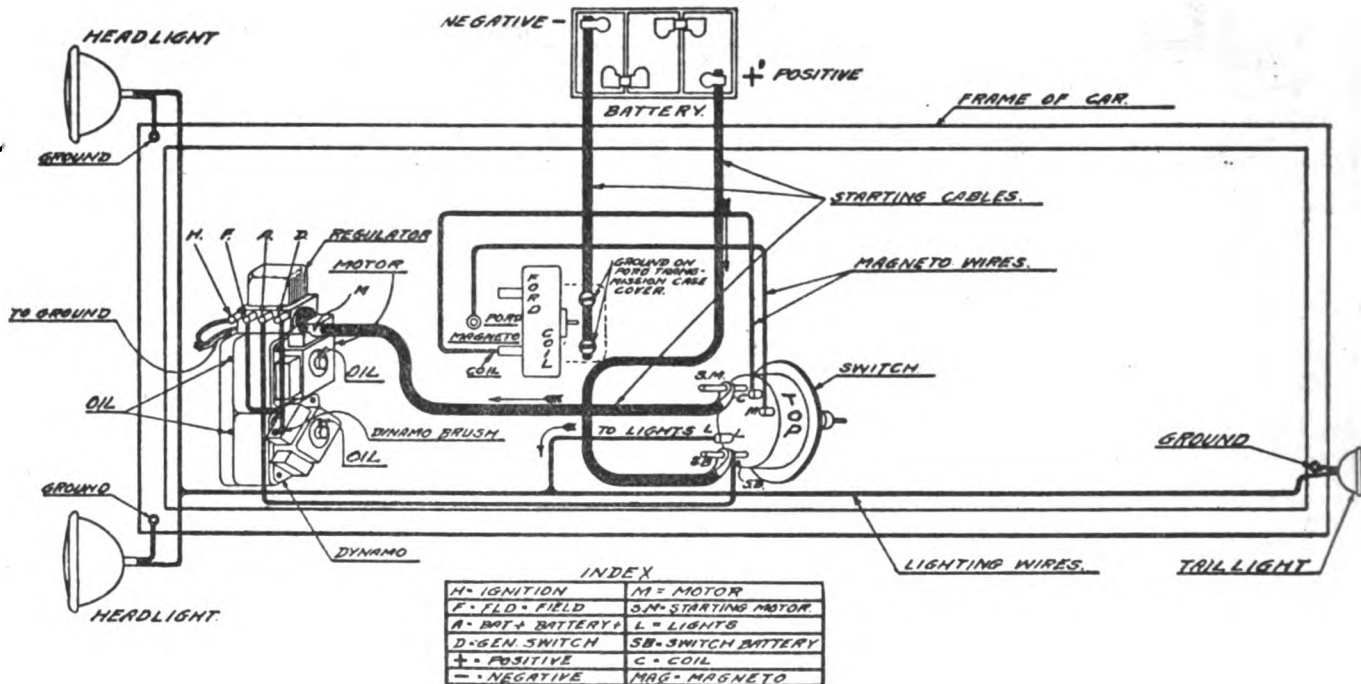 NEGATIVE -
HEADLIGHT
+ POSITIVE
BATTERY.
FRAME OF CAR.
GROUND
STARTING CABLES.
H. F. A. D. REGULATOR
MOTOR
M
GROUND ON
FORD TRANS-
MISSION CASE
COVER.
MAGNETO WIRES.
FORD
COIL
TO GROUND
FORD
MAGNETO
COIL
OIL
S.M.
C
M
SWITCH
TOP
OIL
DYNAMO BRUSH
TO LIGHTS L
L
GROUND
OIL
SB
S.B.
GROUND
DYNAMO
LIGHTING WIRES.
TAIL LIGHT
HEADLIGHT.
INDEX
H = IGNITION M = MOTOR
F - FLD = FIELD S.M = STARTING MOTOR.
A - BAT + BATTERY + L = LIGHTS
D = GEN. SWITCH SB = SWITCH BATTERY
+ = POSITIVE C = COIL
- = NEGATIVE MAG = MAGNETO